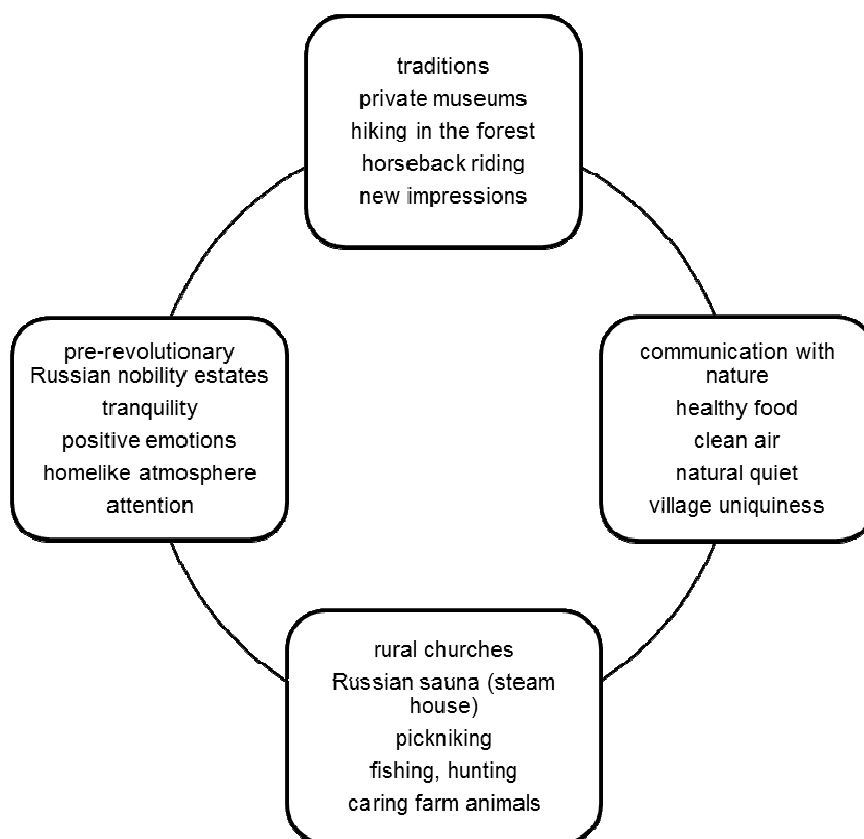 traditions
private museums
hiking in the forest
horseback riding
new impressions
pre-revolutionary
Russian nobility estates
tranquility
positive emotions
homelike atmosphere
attention
communication with
nature
healthy food
clean air
natural quiet
village uniquiness
rural churches
Russian sauna (steam
house)
pickniking
fishing, hunting
caring farm animals